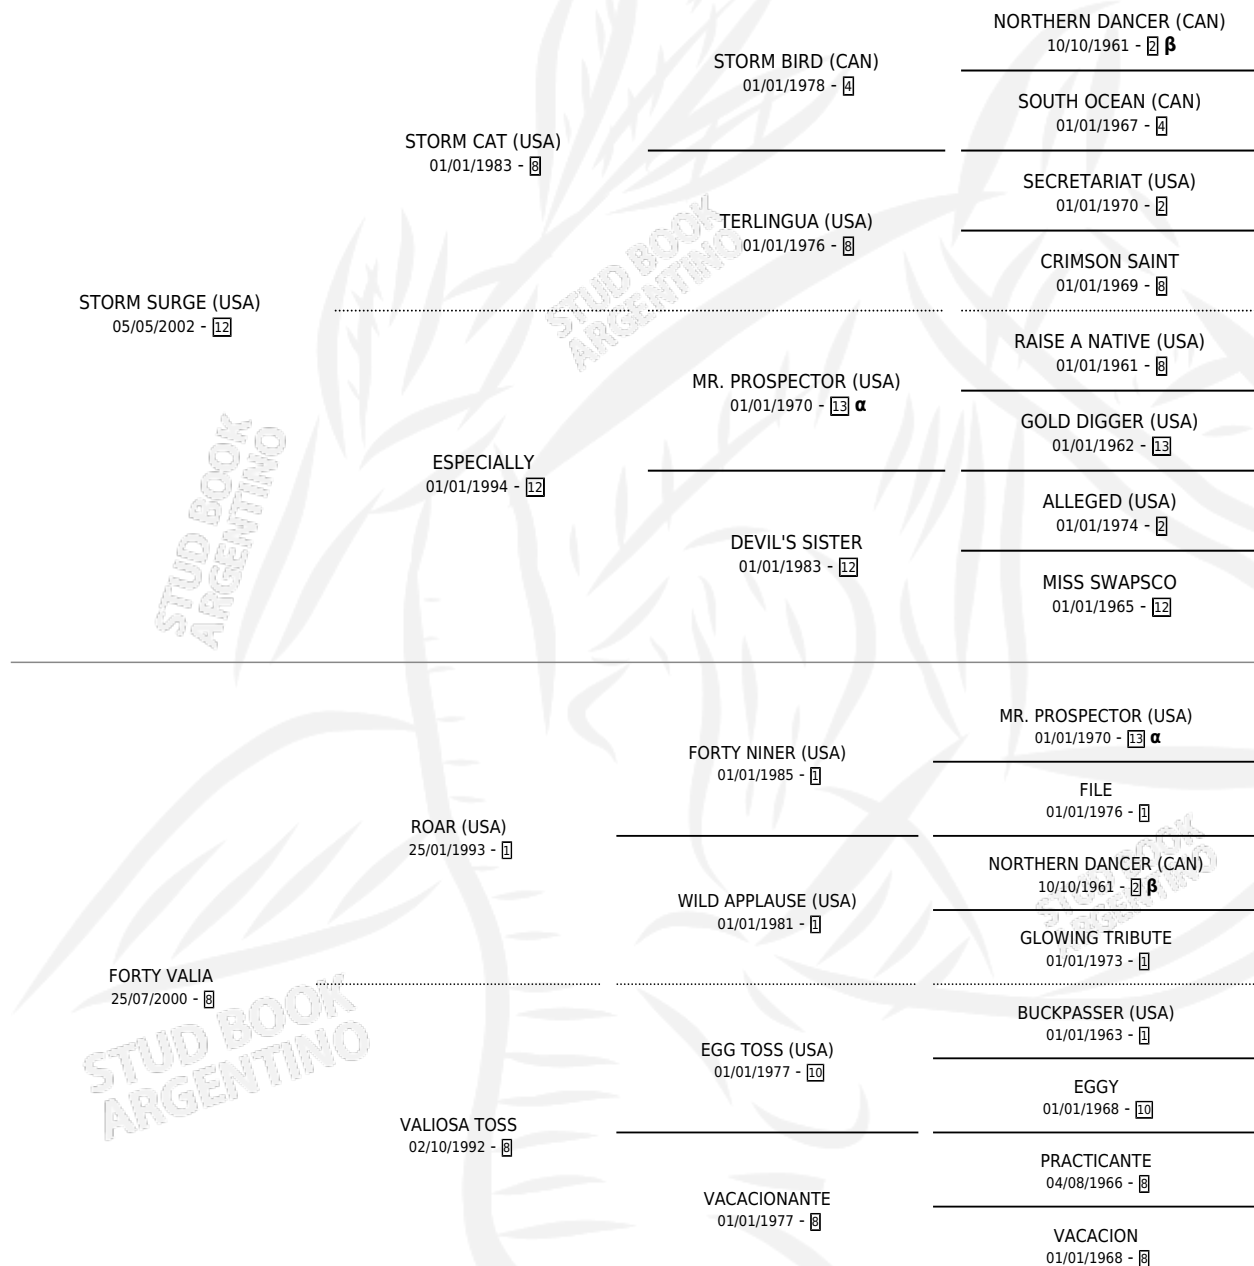 NORTHERN DANCER (CAN)
10/10/1961 - 2 β
STORM BIRD (CAN)
01/01/1978 - 4
SOUTH OCEAN (CAN)
01/01/1967 - 4
STORM CAT (USA)
01/01/1983 - 8
SECRETARIAT (USA)
01/01/1970 - 2
TERLINGUA (USA)
01/01/1976 - 8
CRIMSON SAINT
01/01/1969 - 8
STORM SURGE (USA)
05/05/2002 - 12
RAISE A NATIVE (USA)
01/01/1961 - 8
MR. PROSPECTOR (USA)
01/01/1970 - 13 α
GOLD DIGGER (USA)
01/01/1962 - 13
ESPECIALLY
01/01/1994 - 12
ALLEGED (USA)
01/01/1974 - 2
DEVIL'S SISTER
01/01/1983 - 12
MISS SWAPSCO
01/01/1965 - 12
MR. PROSPECTOR (USA)
01/01/1970 - 13 α
FORTY NINER (USA)
01/01/1985 - 1
FILE
01/01/1976 - 1
ROAR (USA)
25/01/1993 - 1
NORTHERN DANCER (CAN)
10/10/1961 - 2 β
WILD APPLAUSE (USA)
01/01/1981 - 1
GLOWING TRIBUTE
01/01/1973 - 1
FORTY VALIA
25/07/2000 - 8
BUCKPASSER (USA)
01/01/1963 - 1
EGG TOSS (USA)
01/01/1977 - 10
EGGY
01/01/1968 - 10
VALIOSA TOSS
02/10/1992 - 8
PRACTICANTE
04/08/1966 - 8
VACACIONANTE
01/01/1977 - 8
VACACION
01/01/1968 - 8
STUD BOOK
ARGENTINO
STUD BOOK
ARGENTINO
STUD BOOK
ARGENTINO
STUD BOOK
ARGENTINO